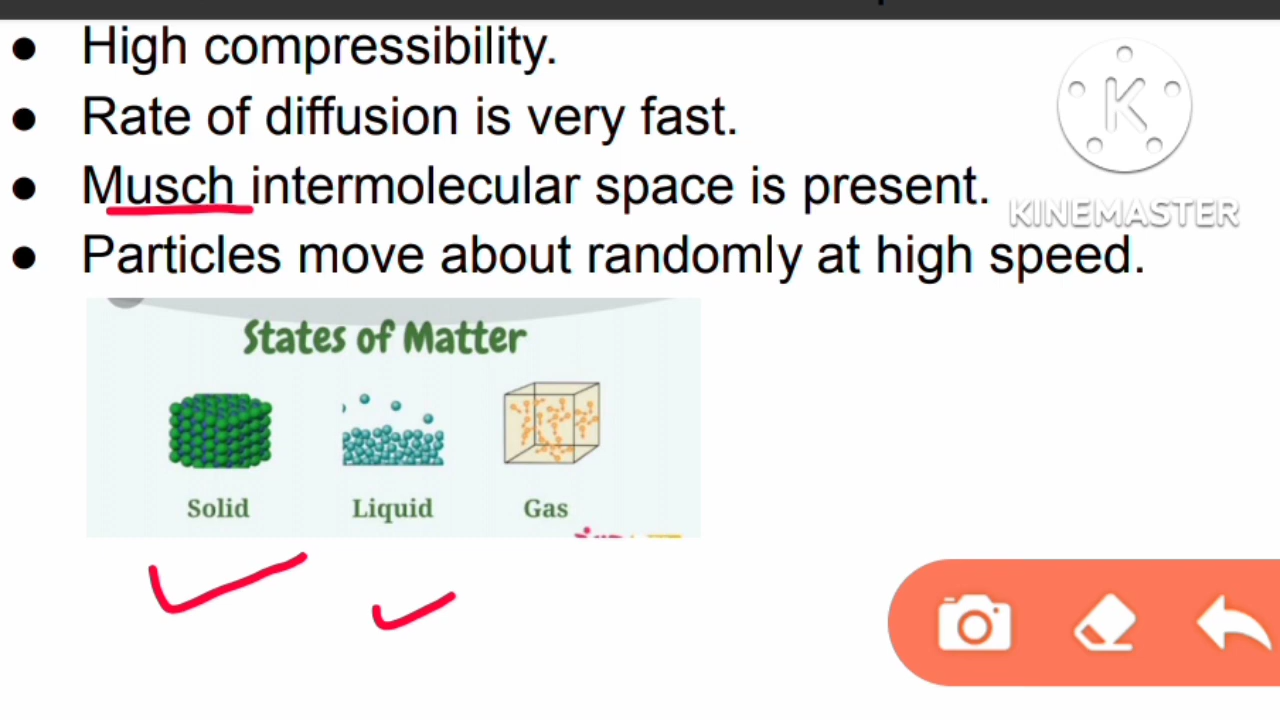 ● High compressibility.
● Rate of diffusion is very fast.
● Musch intermolecular space is present.
● Particles move about randomly at high speed.
K
KINEMASTER
States of Matter
Solid Liquid Gas